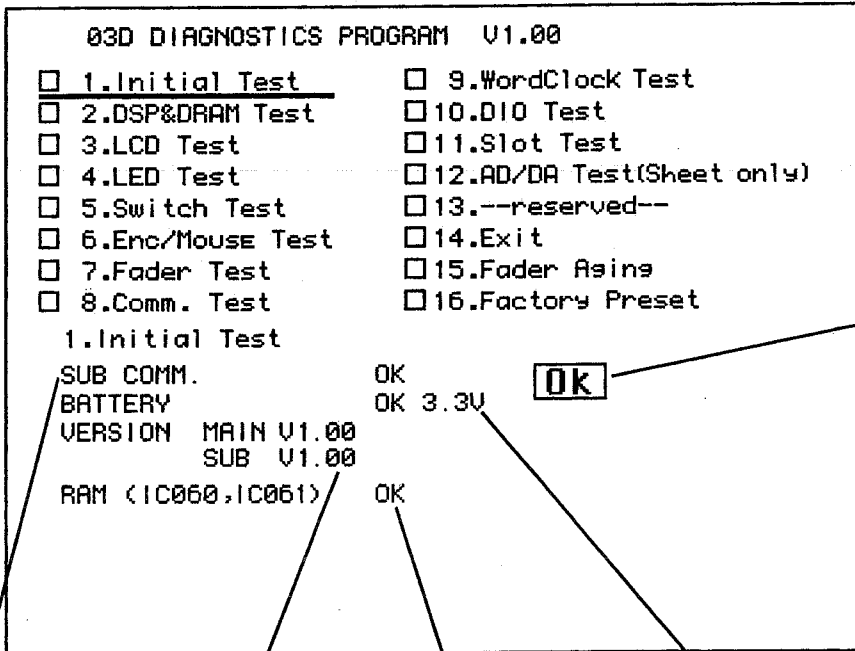 03D DIAGNOSTICS PROGRAM V1.00
1.Initial Test
2.DSP&DRAM Test
3.LCD Test
4.LED Test
5.Switch Test
6.Enc/Mouse Test
7.Fader Test
8.Comm. Test
9.WordClock Test
10.DIO Test
11.Slot Test
12.AD/DA Test(Sheet only)
13.--reserved--
14.Exit
15.Fader Aging
16.Factory Preset
1.Initial Test
SUB COMM. OK
BATTERY OK 3.3V
VERSION MAIN V1.00
SUB V1.00
RAM (IC060,IC061) OK
Ok